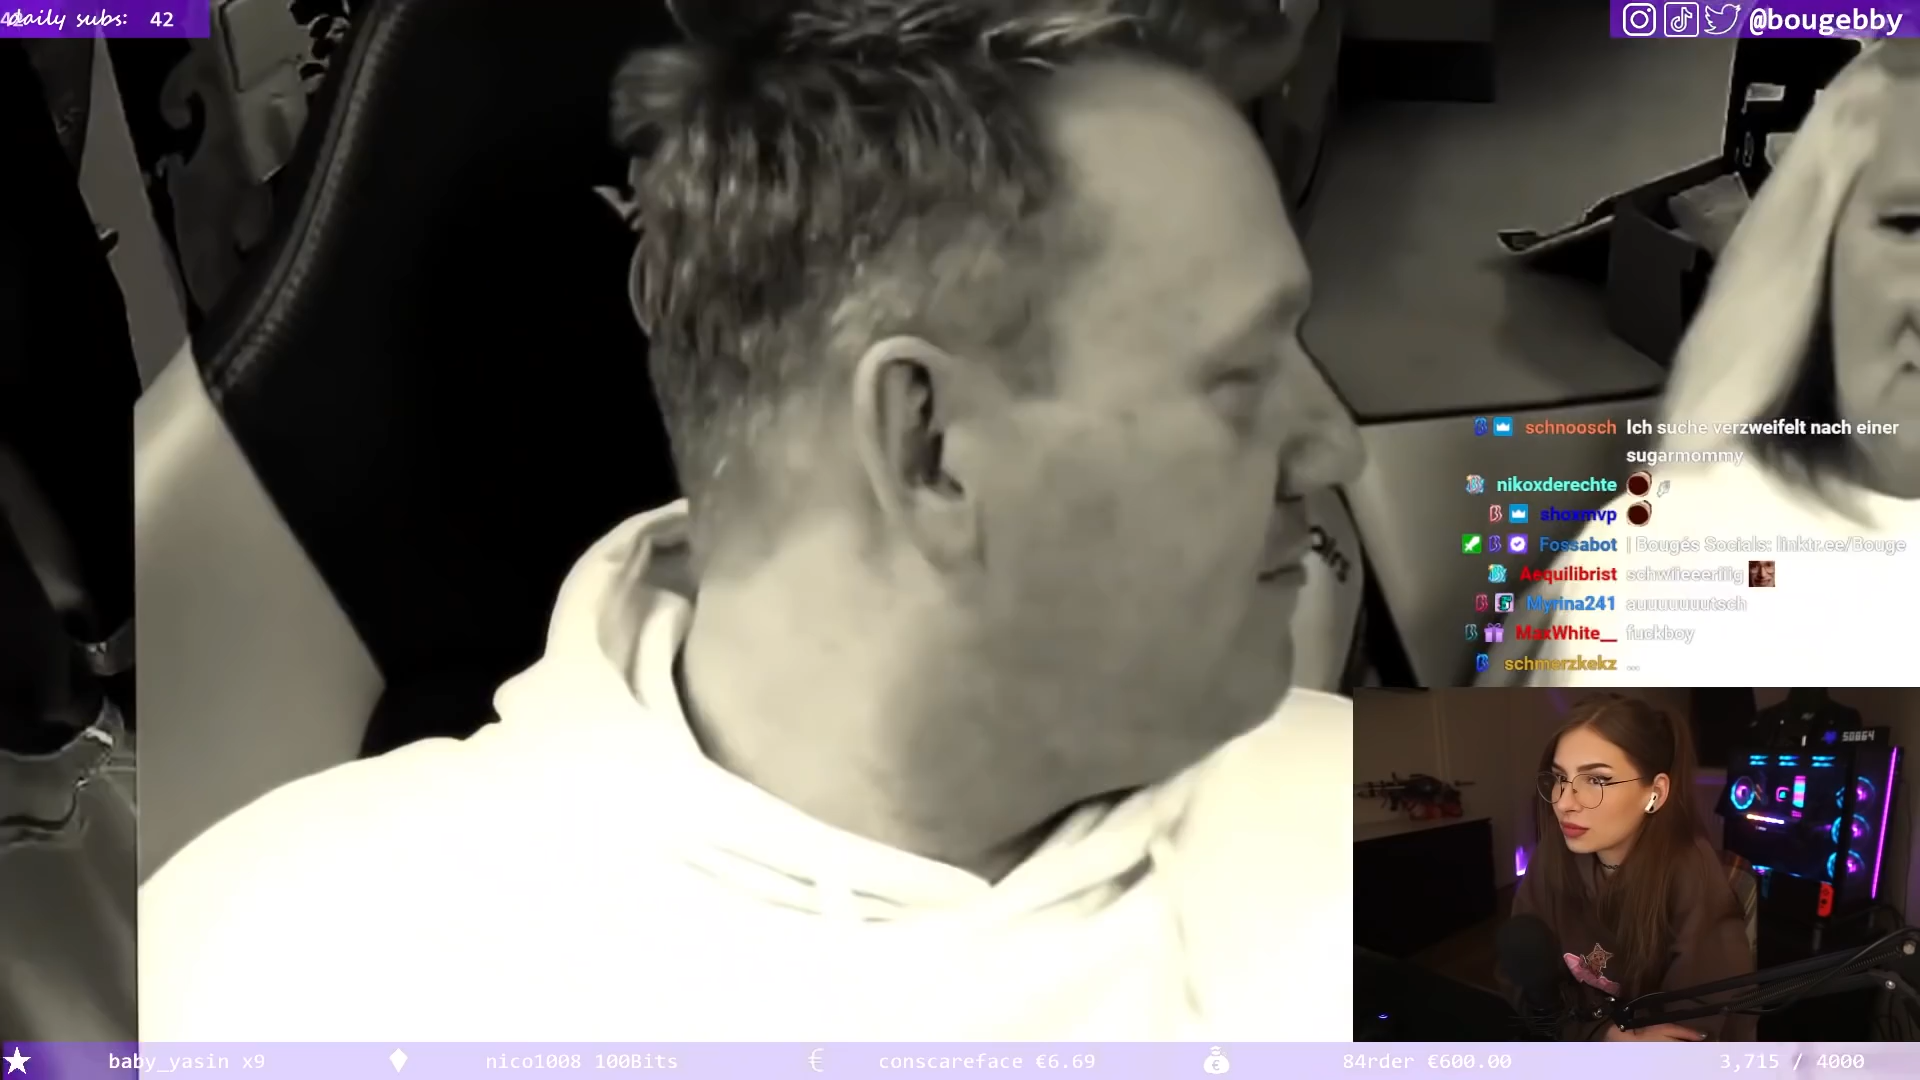 daily subs: 42
@bougebby
schnoosch Ich suche verzweifelt nach einer
sugarmommy
nikoxderechte
shoxmvp
Fossabot | Bougés Socials: linktr.ee/Bouge
Aequilibrist schwiieeeriiig
Myrina241 auuuuuuutsch
MaxWhite__ fuckboy
schmerzkekz ...
baby_yasin x9
nico1008 100Bits
conscareface €6.69
84rder €600.00
3,715 / 4000